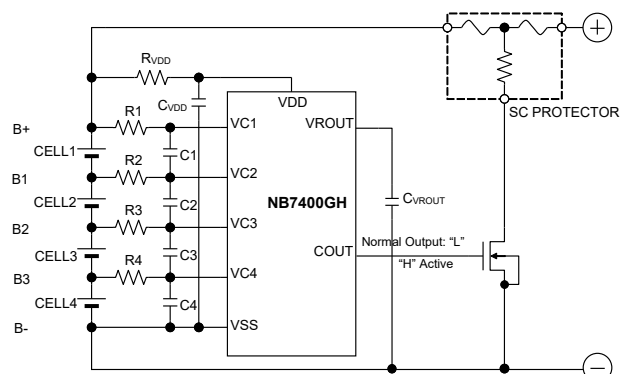 +
RVDD
SC PROTECTOR
CVDD
VDD
B+
R1
VC1
VROUT
CELL1
C1
B1
R2
VC2
NB7400GH
CVROUT
CELL2
C2
B2
R3
VC3
Normal Output: “L”
COUT
CELL3
C3
“H” Active
B3
R4
VC4
CELL4
C4
B-
VSS
-